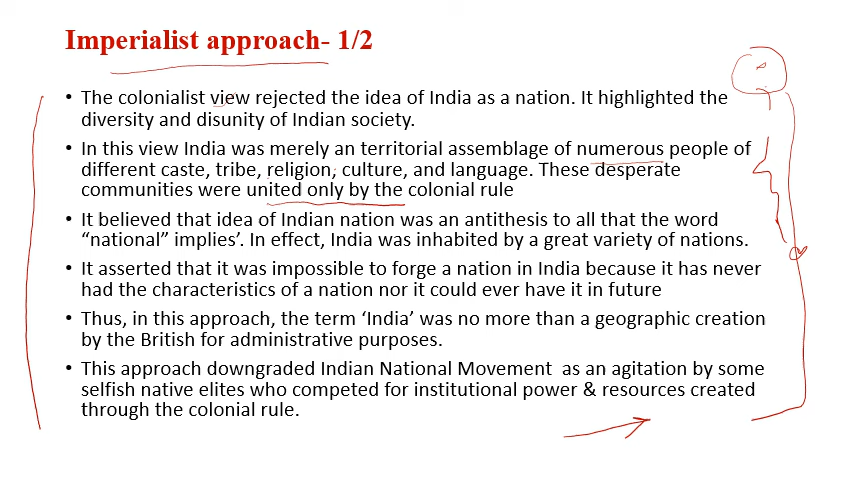 Imperialist approach- 1/2
• The colonialist view rejected the idea of India as a nation. It highlighted the
diversity and disunity of Indian society.
• In this view India was merely an territorial assemblage of numerous people of
different caste, tribe, religion, culture, and language. These desperate
communities were united only by the colonial rule
• It believed that idea of Indian nation was an antithesis to all that the word
“national” implies’. In effect, India was inhabited by a great variety of nations.
• It asserted that it was impossible to forge a nation in India because it has never
had the characteristics of a nation nor it could ever have it in future
• Thus, in this approach, the term ‘India’ was no more than a geographic creation
by the British for administrative purposes.
• This approach downgraded Indian National Movement  as an agitation by some
selfish native elites who competed for institutional power & resources created
through the colonial rule.